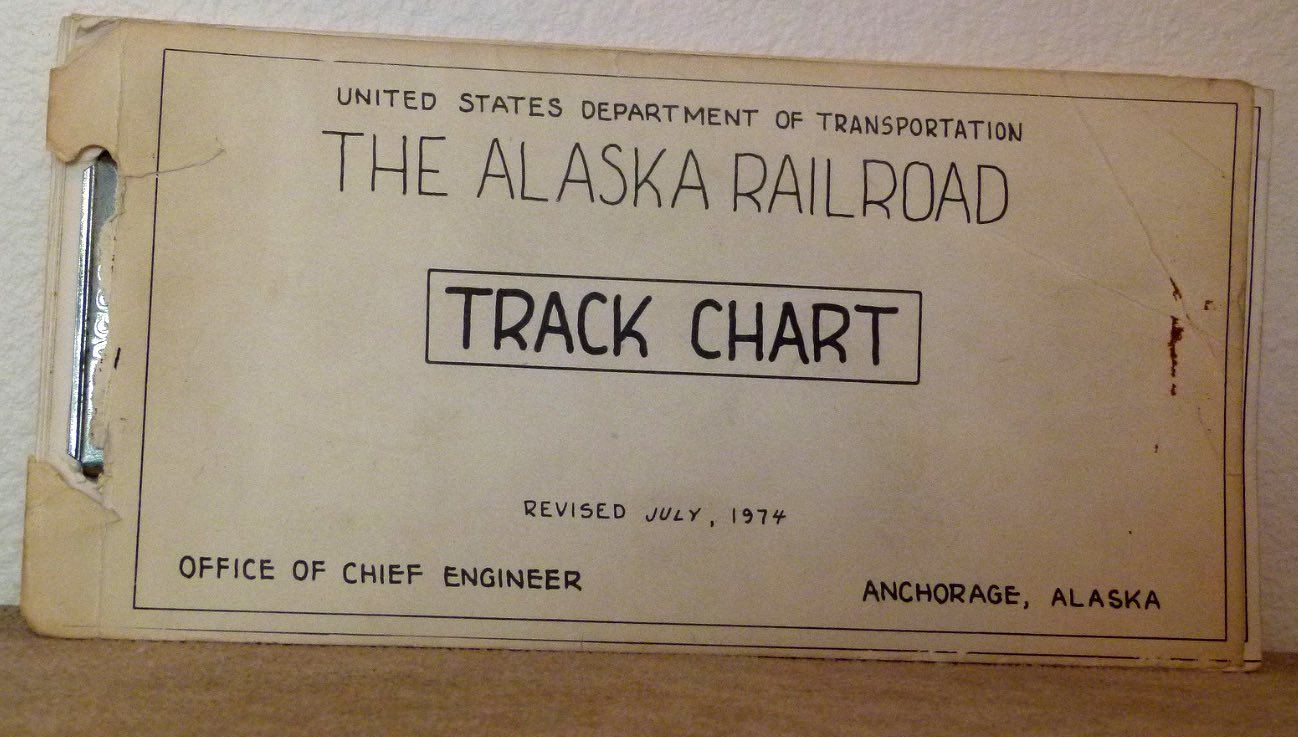 UNITED STATES DEPARTMENT OF TRANSPORTATION
THE ALASKA RAILROAD
TRACK CHART
REVISED JULY, 1974
OFFICE OF CHIEF ENGINEER
ANCHORAGE, ALASKA